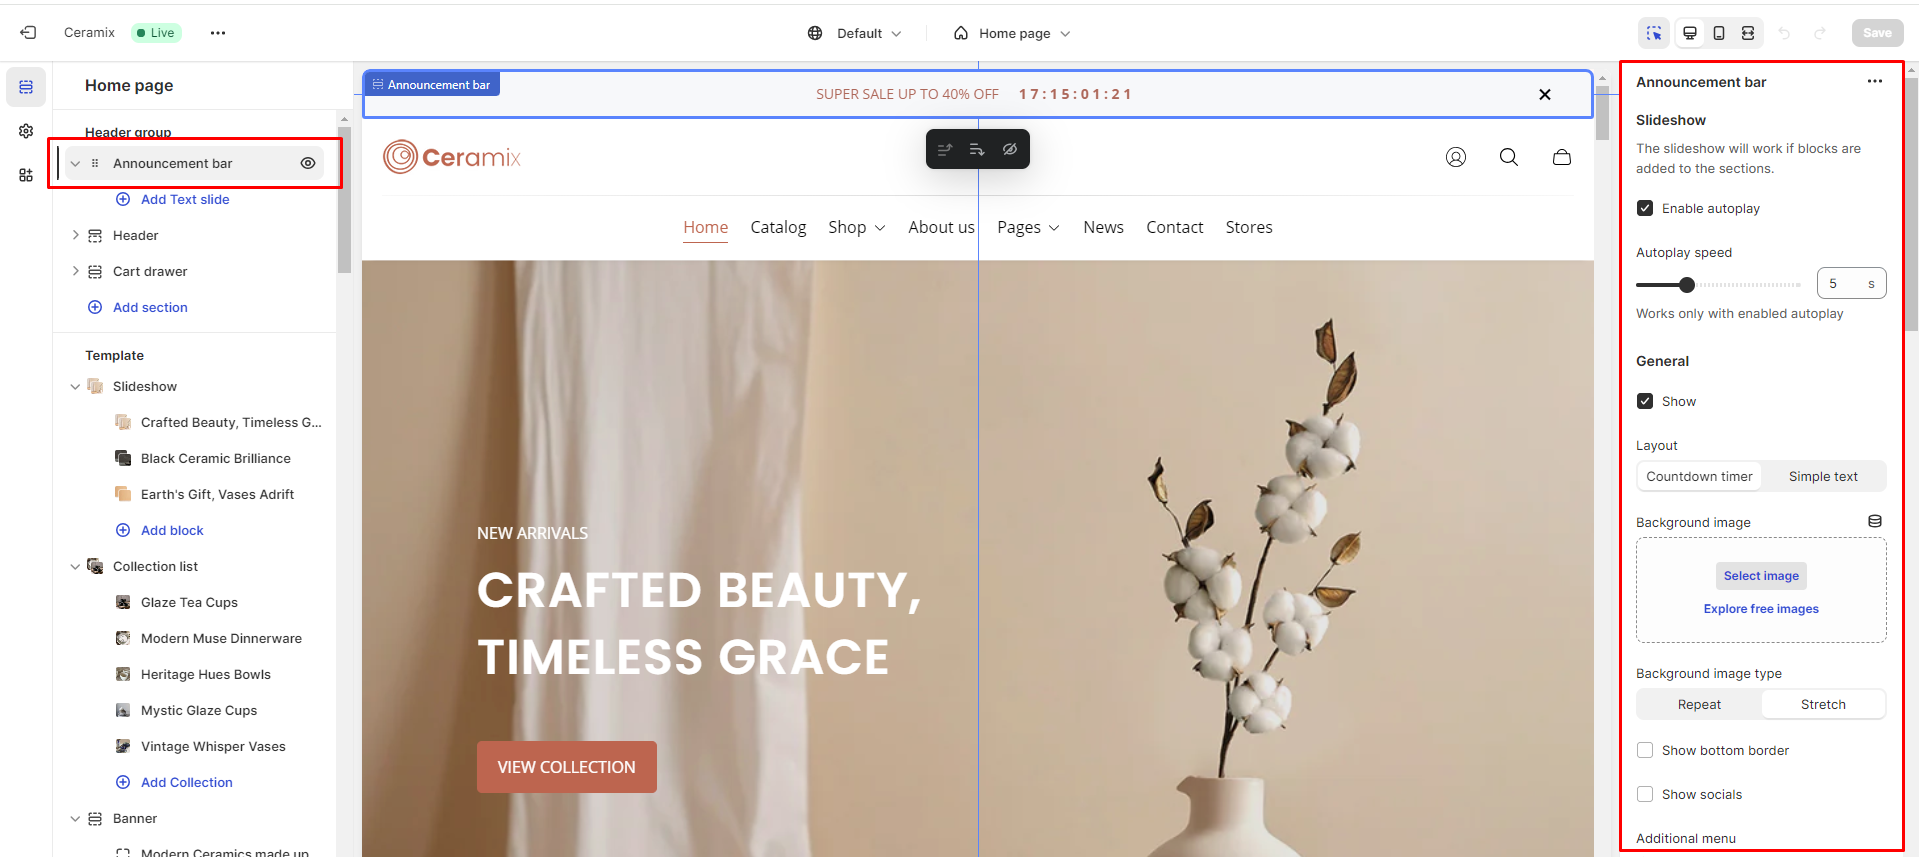 Ceramix
Live
Default
Home page
Save
Home page
Header group
Announcement bar
Add Text slide
Header
Cart drawer
Add section
Template
Slideshow
Crafted Beauty, Timeless G...
Black Ceramic Brilliance
Earth's Gift, Vases Adrift
Add block
Collection list
Glaze Tea Cups
Modern Muse Dinnerware
Heritage Hues Bowls
Mystic Glaze Cups
Vintage Whisper Vases
Add Collection
Banner
Modern Ceramics made up
Announcement bar
SUPER SALE UP TO 40% OFF 17:15:01:21
Ceramix
Home Catalog Shop About us Pages News Contact Stores
NEW ARRIVALS
CRAFTED BEAUTY,
TIMELESS GRACE
VIEW COLLECTION
Announcement bar
Slideshow
The slideshow will work if blocks are
added to the sections.
Enable autoplay
Autoplay speed
5 s
Works only with enabled autoplay
General
Show
Layout
Countdown timer Simple text
Background image
Select image
Explore free images
Background image type
Repeat Stretch
Show bottom border
Show socials
Additional menu